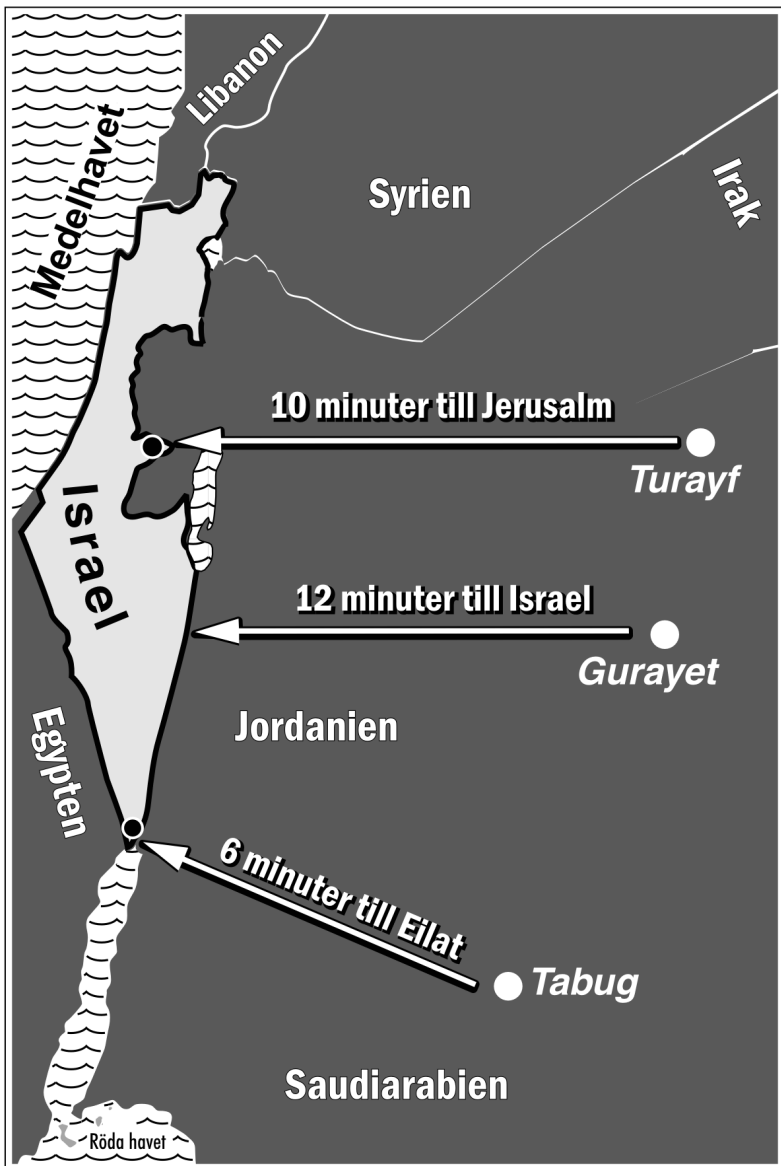 Libanon
Medelhavet
Syrien
Irak
10 minuter till Jerusalm
Turayf
Israel
12 minuter till Israel
Gurayet
Egypten
Jordanien
6 minuter till Eilat
Tabug
Saudiarabien
Röda havet